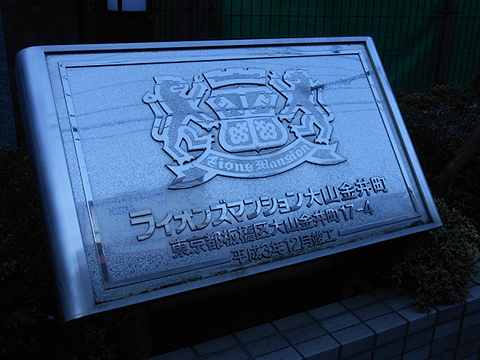 Lions Mansion
ライオンズマンション大山金井町
東京都板橋区大山金井町17-4
平成3年12月竣工